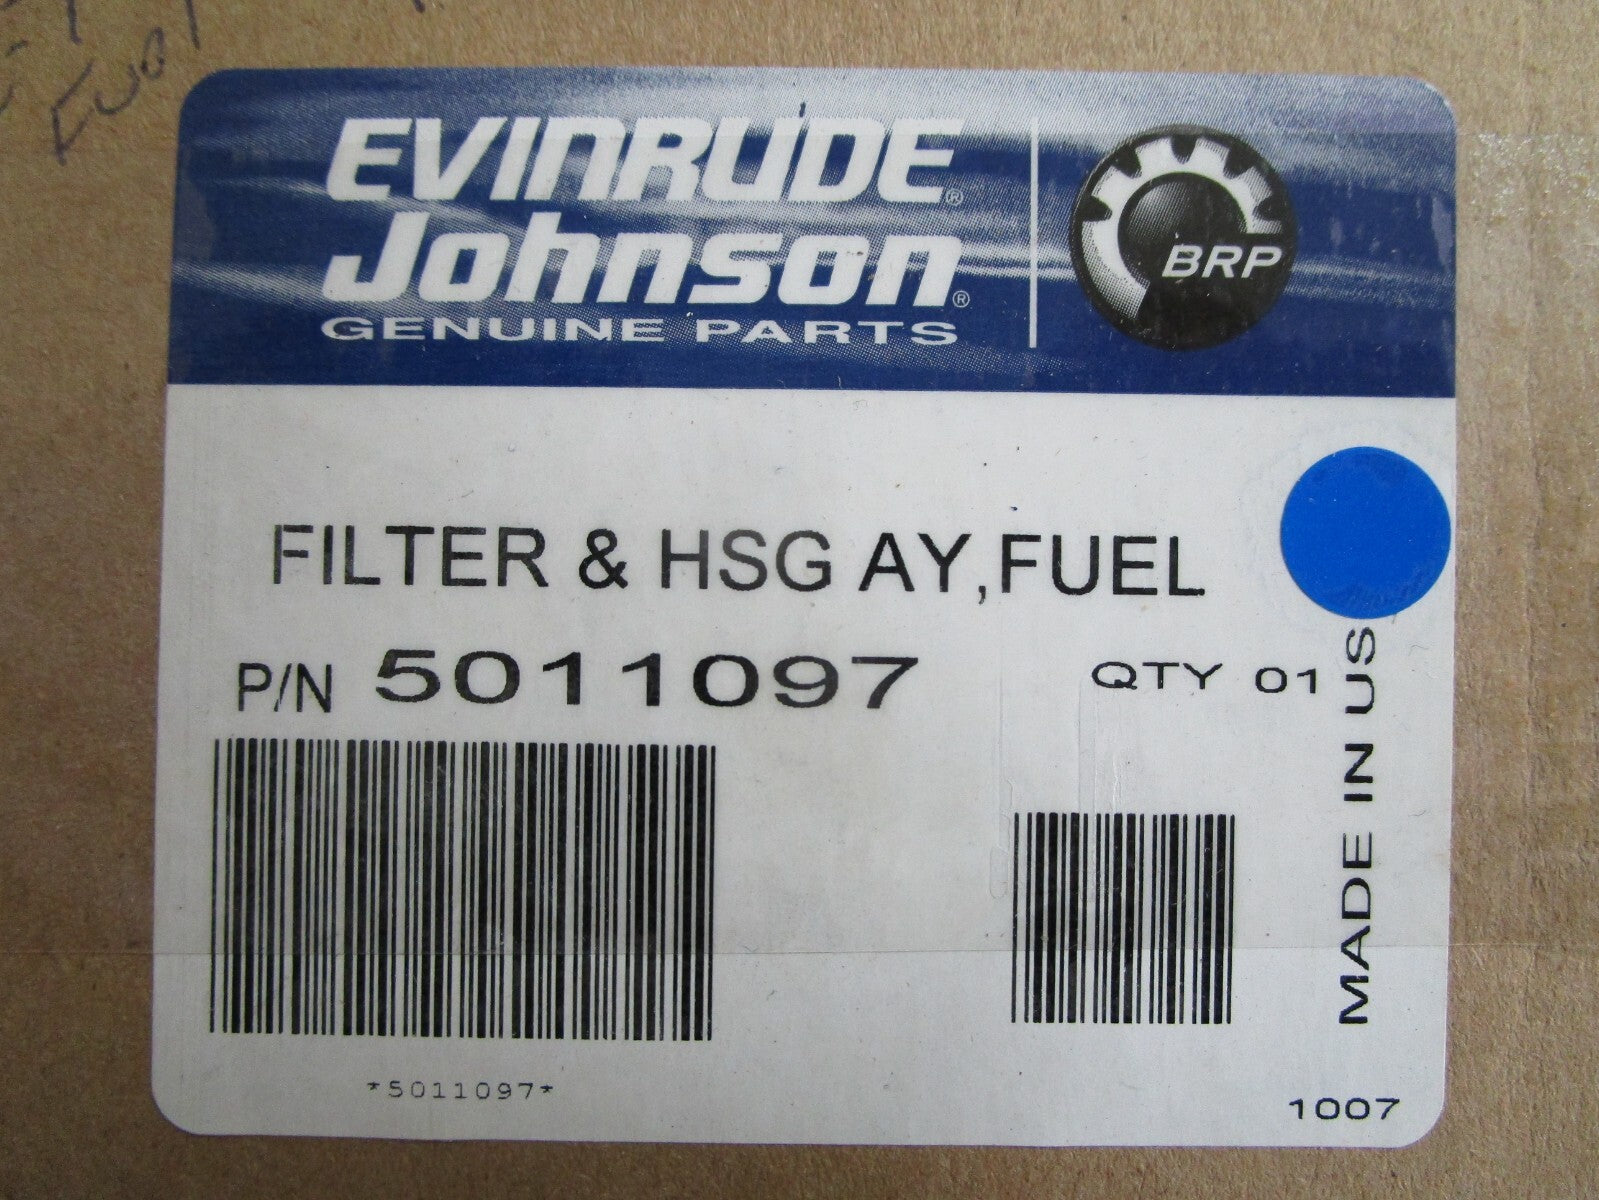 EVINRUDE®
Johnson®
GENUINE PARTS
BRP
FILTER & HSG AY,FUEL
P/N 5011097
QTY 01
MADE IN US
*5011097*
1007